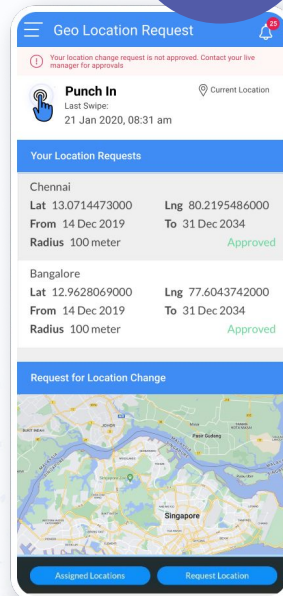 Geo Location Request
25
Your location change request is not approved. Contact your live
manager for approvals
Punch In
Current Location
Last Swipe:
21 Jan 2020, 08:31 am
Your Location Requests
Chennai
Lat 13.0714473000 Lng 80.2195486000
From 14 Dec 2019 To 31 Dec 2034
Radius 100 meter Approved
Bangalore
Lat 12.9628069000 Lng 77.6043742000
From 14 Dec 2019 To 31 Dec 2034
Radius 100 meter Approved
Request for Location Change
Pasir Gudang
Singapore
Assigned Locations Request Location